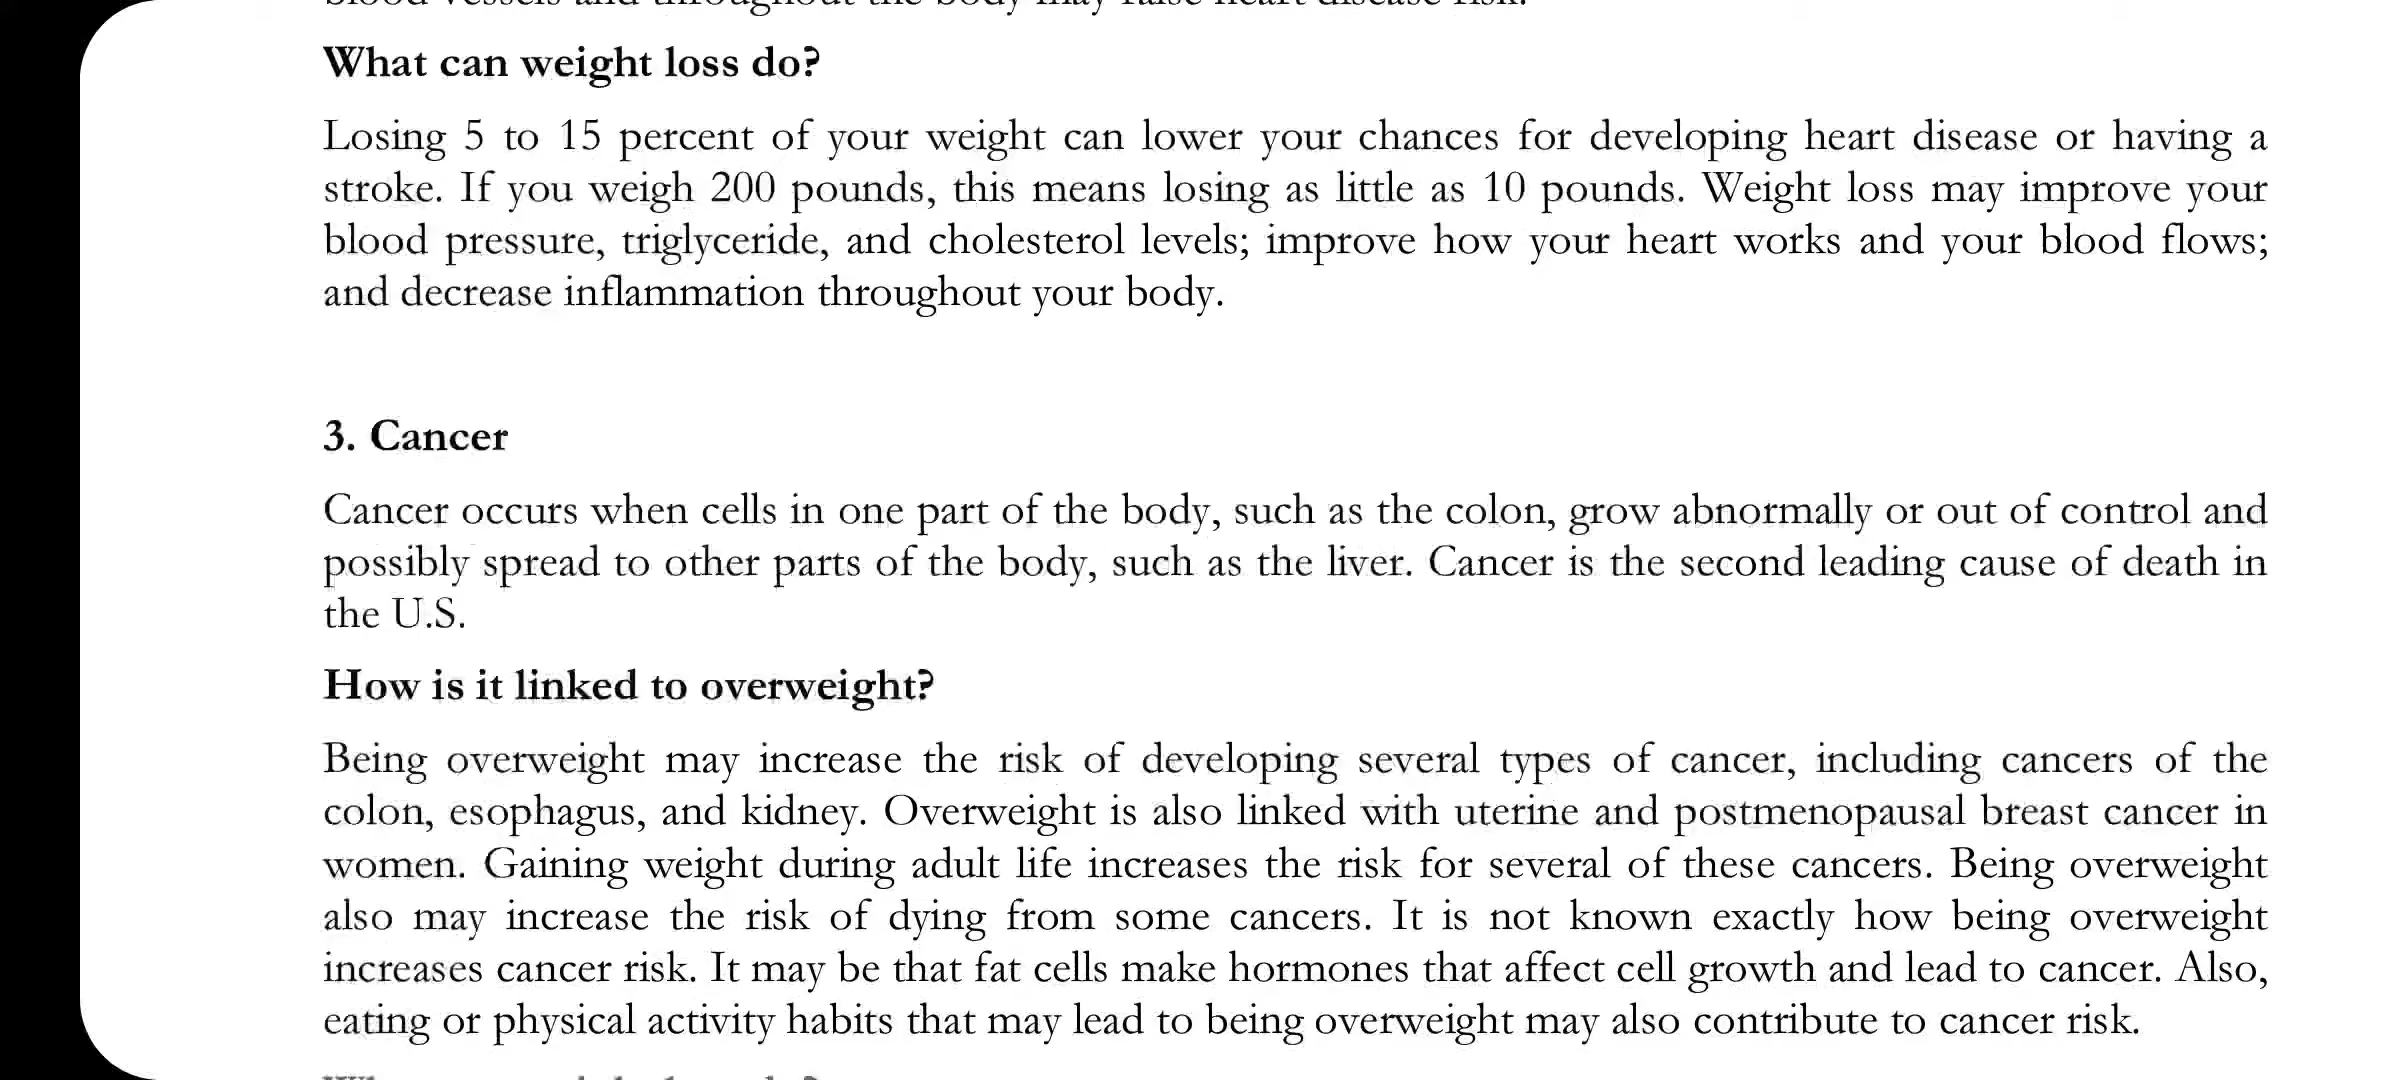 blood vessels and throughout the body may raise heart disease risk.
What can weight loss do?
Losing 5 to 15 percent of your weight can lower your chances for developing heart disease or having a
stroke. If you weigh 200 pounds, this means losing as little as 10 pounds. Weight loss may improve your
blood pressure, triglyceride, and cholesterol levels; improve how your heart works and your blood flows;
and decrease inflammation throughout your body.
3. Cancer
Cancer occurs when cells in one part of the body, such as the colon, grow abnormally or out of control and
possibly spread to other parts of the body, such as the liver. Cancer is the second leading cause of death in
the U.S.
How is it linked to overweight?
Being overweight may increase the risk of developing several types of cancer, including cancers of the
colon, esophagus, and kidney. Overweight is also linked with uterine and postmenopausal breast cancer in
women. Gaining weight during adult life increases the risk for several of these cancers. Being overweight
also may increase the risk of dying from some cancers. It is not known exactly how being overweight
increases cancer risk. It may be that fat cells make hormones that affect cell growth and lead to cancer. Also,
eating or physical activity habits that may lead to being overweight may also contribute to cancer risk.